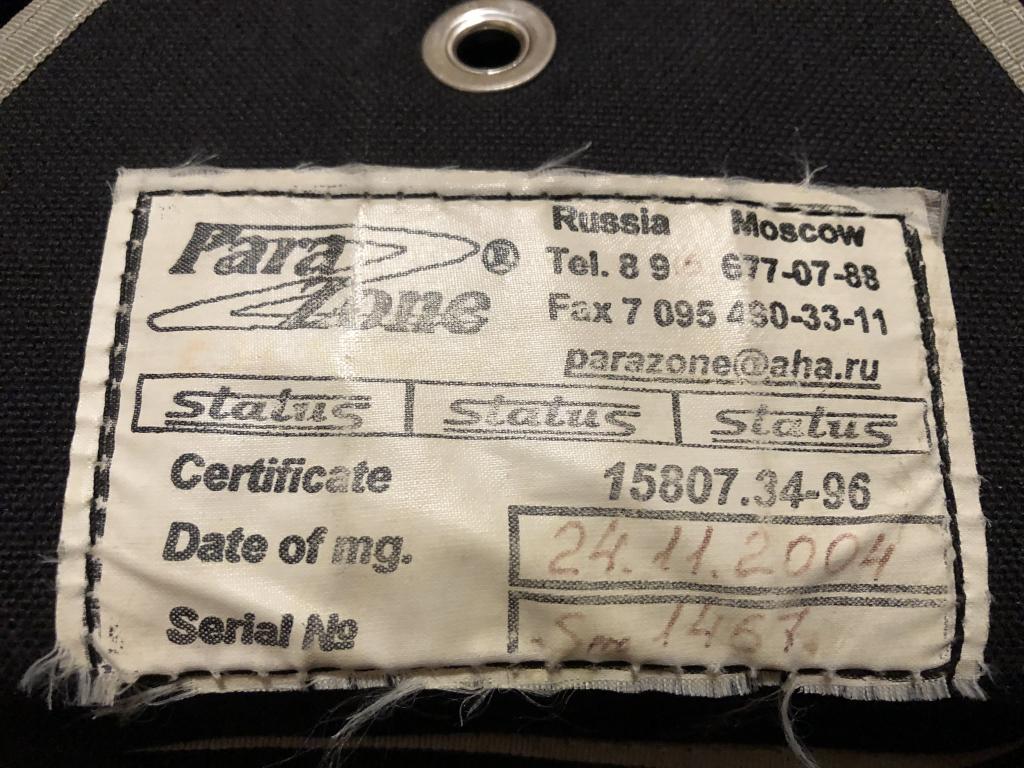 Para Zone ®
Russia Moscow
Tel. 8 9 677-07-88
Fax 7 095 480-33-11
parazone@aha.ru
status status status
Certificate 15807.34-96
Date of mg. 24.11.2004
Serial №